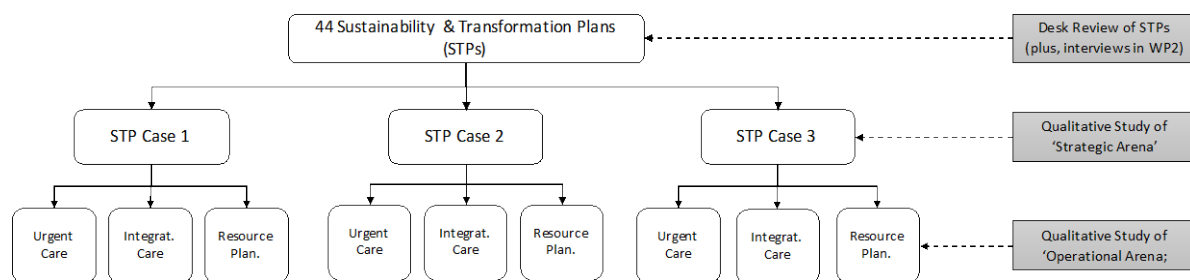 44 Sustainability & Transformation Plans
(STPs)
Desk Review of STPs
(plus, interviews in WP2)
STP Case 1
STP Case 2
STP Case 3
Qualitative Study of
‘Strategic Arena’
Urgent
Care
Integrat.
Care
Resource
Plan.
Urgent
Care
Integrat.
Care
Resource
Plan.
Urgent
Care
Integrat.
Care
Resource
Plan.
Qualitative Study of
‘Operational Arena;